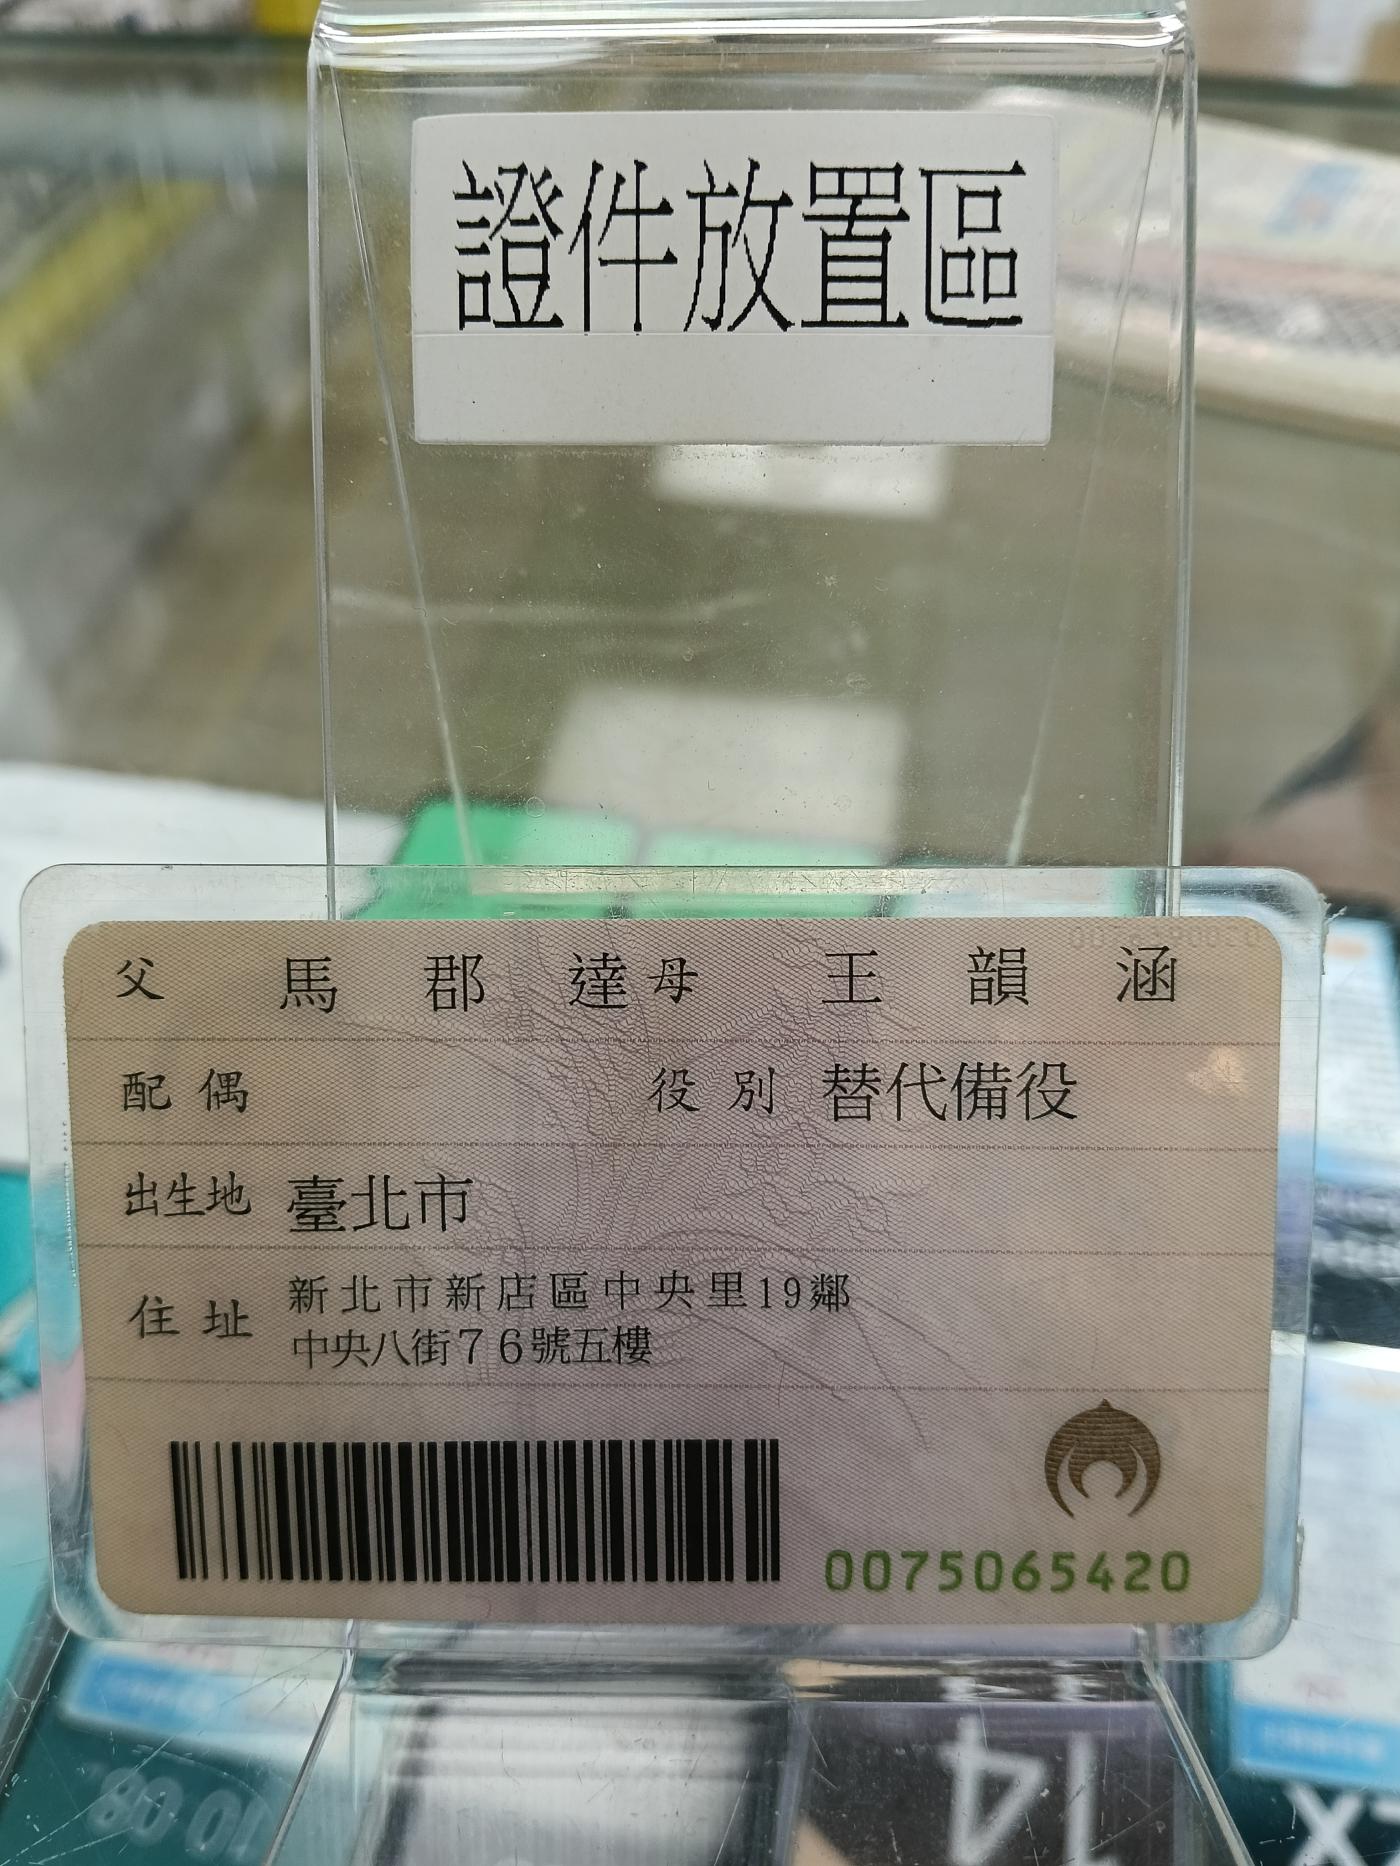 證件放置區
父 馬郡達 母 王韻涵
配偶 役別 替代備役
出生地 臺北市
住址 新北市新店區中央里19鄰
中央八街76號五樓
0075065420
14